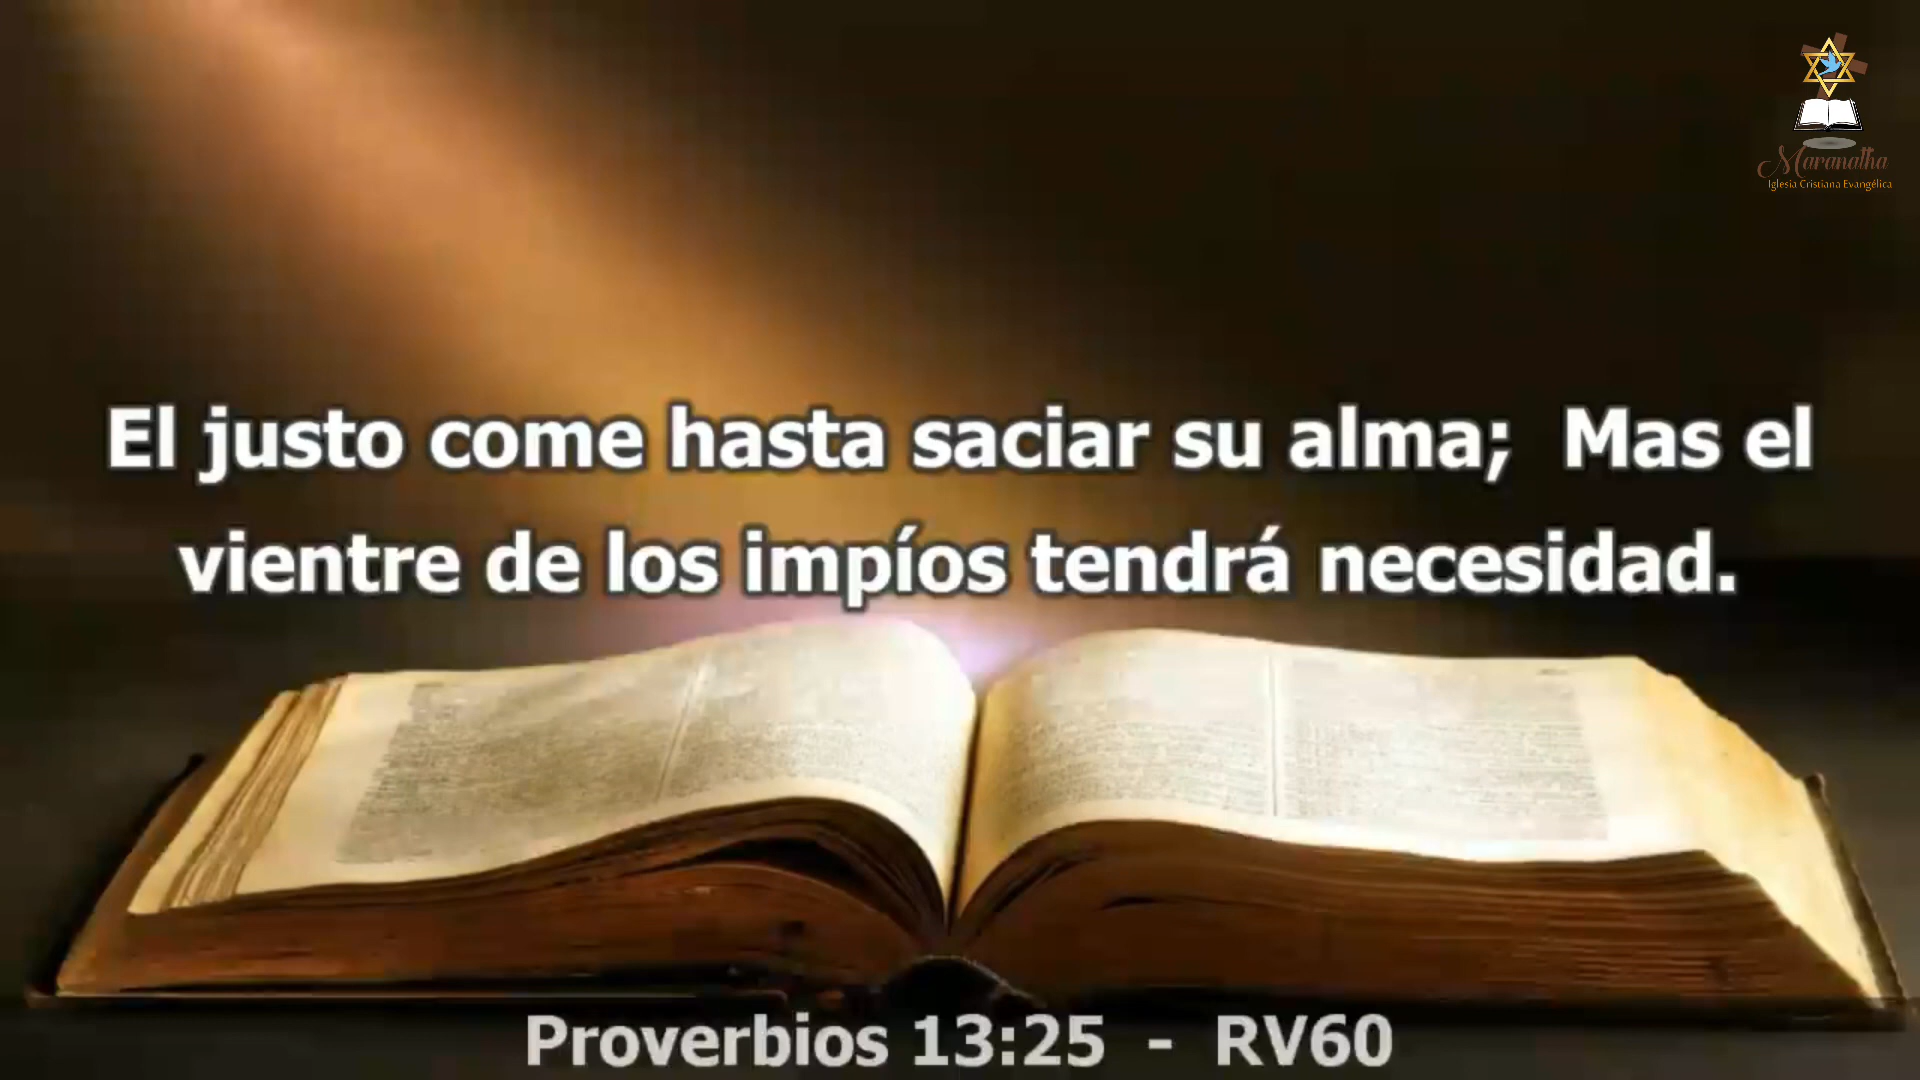 Maranatha
Iglesia Cristiana Evangélica
El justo come hasta saciar su alma;  Mas el
vientre de los impíos tendrá necesidad.
Proverbios 13:25  -  RV60